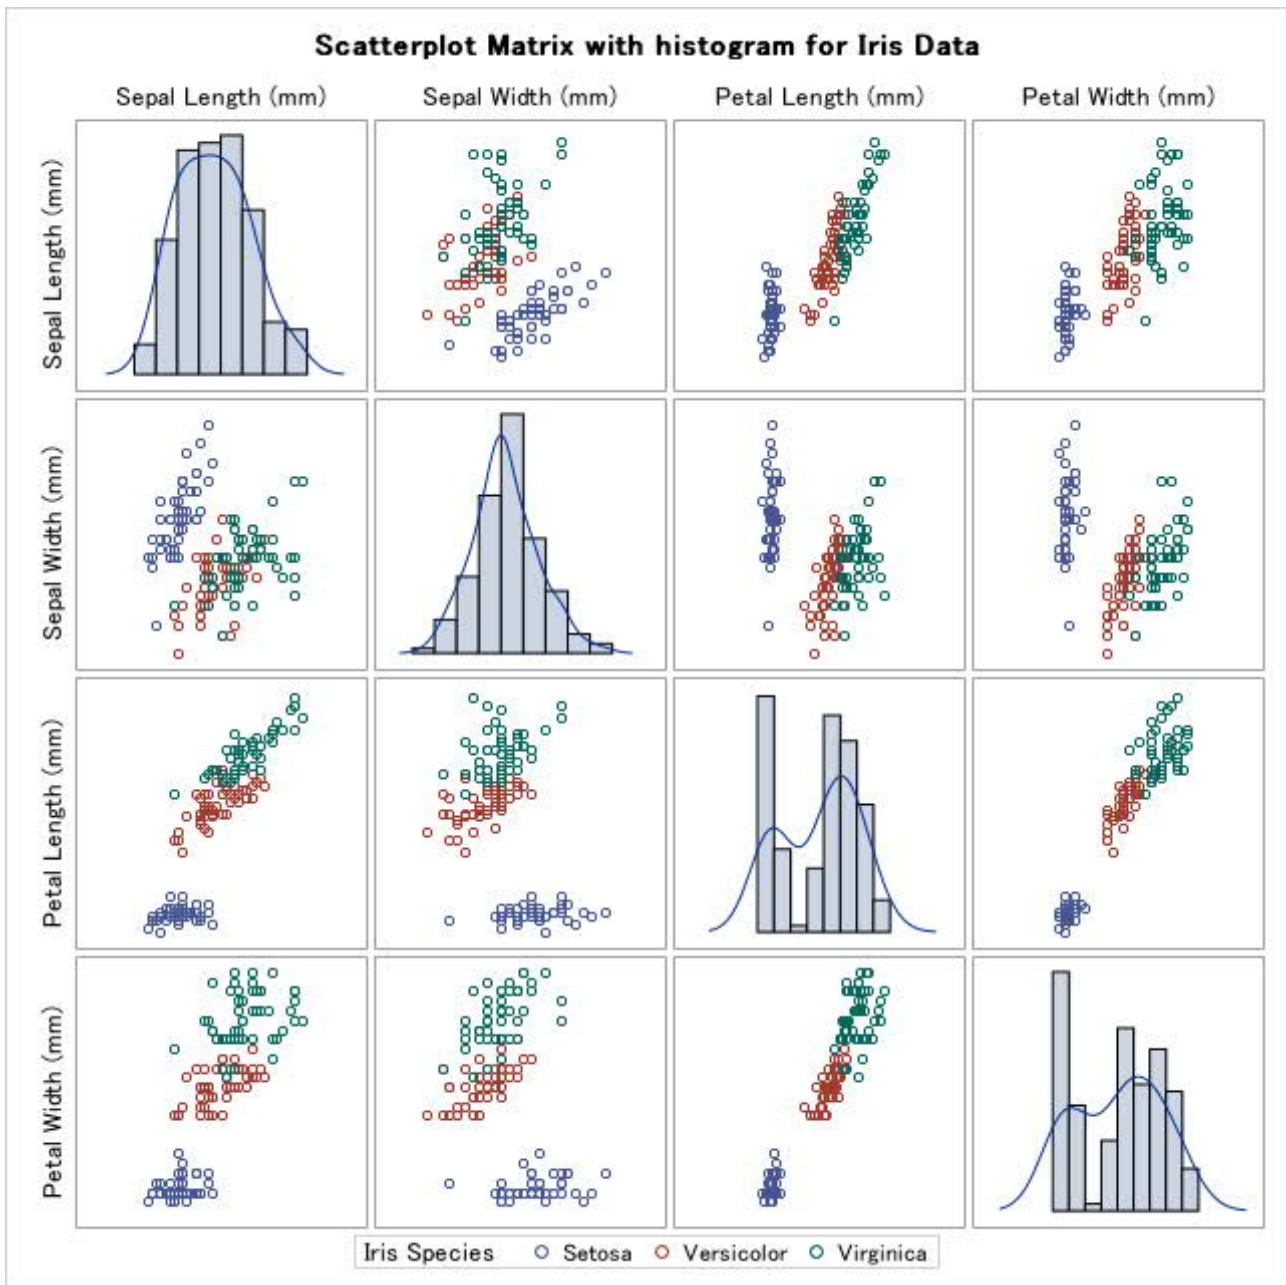 Scatterplot Matrix with histogram for Iris Data
Sepal Length (mm)
Sepal Width (mm)
Petal Length (mm)
Petal Width (mm)
Sepal Length (mm)
Sepal Width (mm)
Petal Length (mm)
Petal Width (mm)
Iris Species Setosa Versicolor Virginica